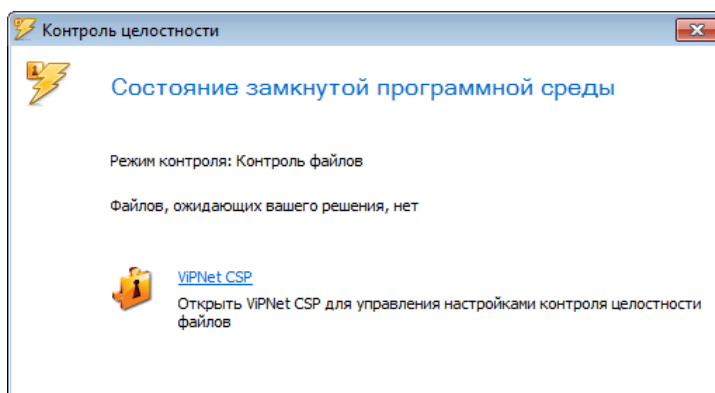 Контроль целостности
Состояние замкнутой программной среды
Режим контроля: Контроль файлов
Файлов, ожидающих вашего решения, нет
ViPNet CSP
Открыть ViPNet CSP для управления настройками контроля целостности
файлов